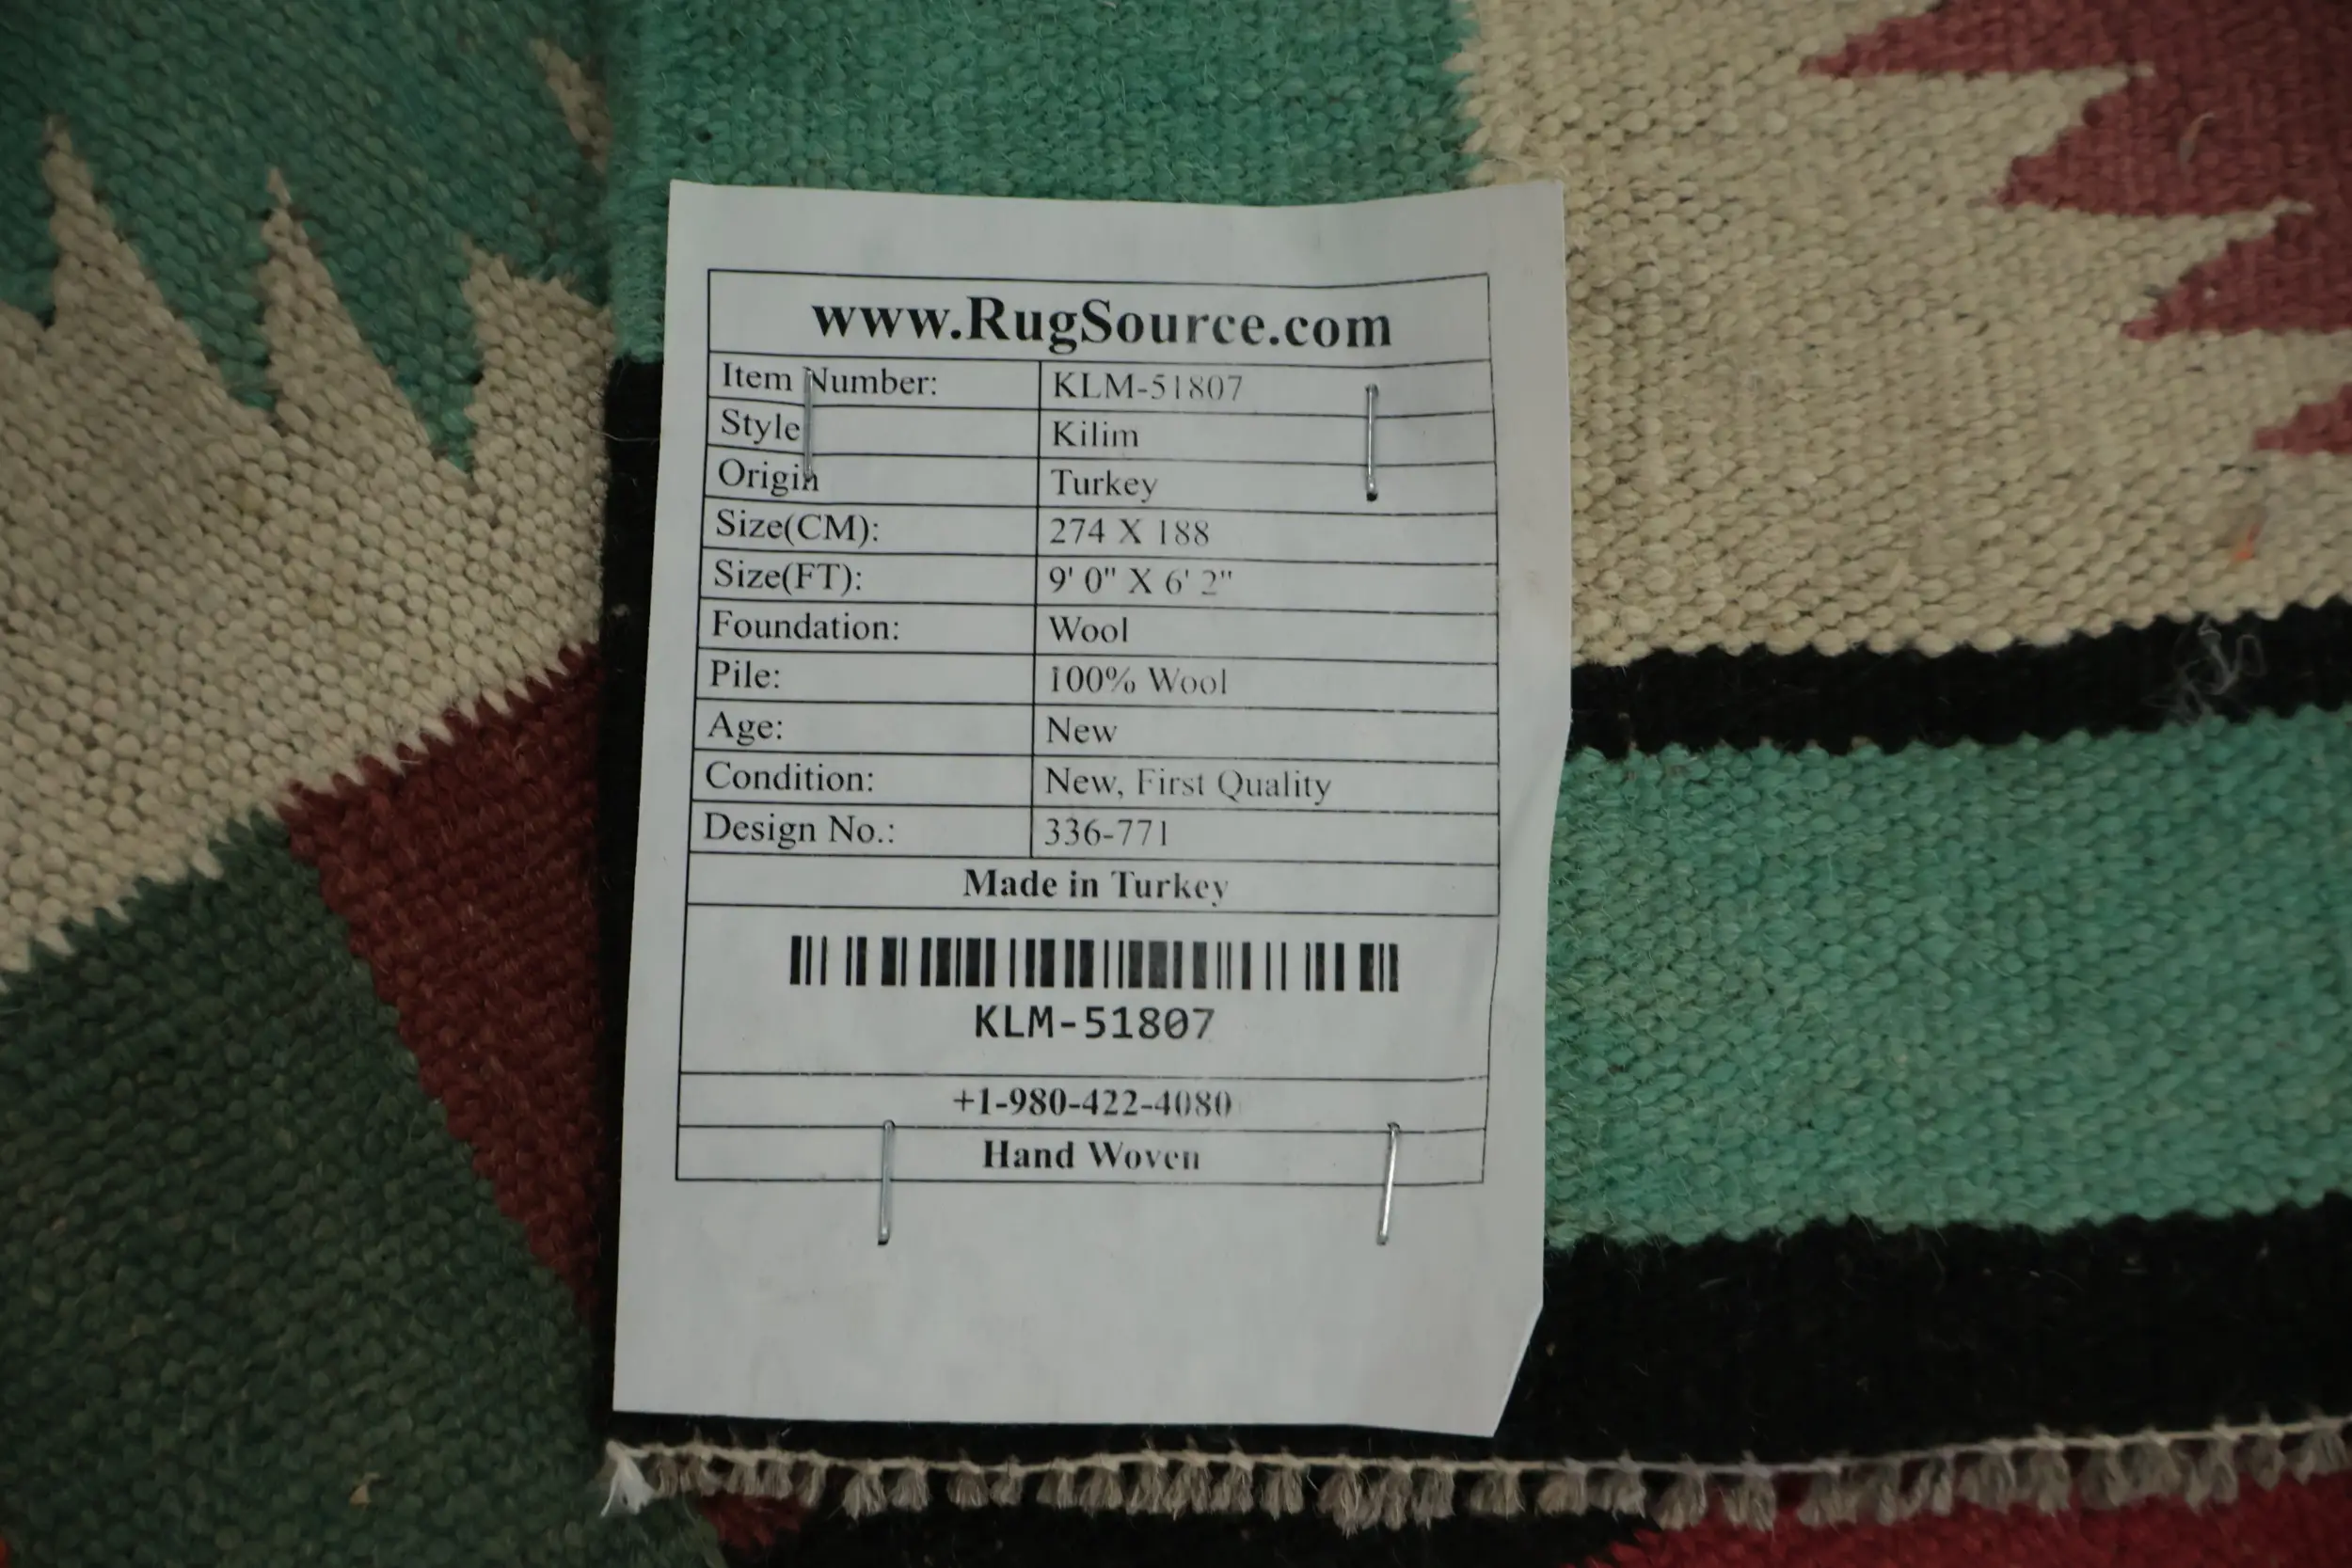 www.RugSource.com
Item Number: KLM-51807
Style Kilim
Origin Turkey
Size(CM): 274 X 188
Size(FT): 9' 0" X 6' 2"
Foundation: Wool
Pile: 100% Wool
Age: New
Condition: New, First Quality
Design No.: 336-771
Made in Turkey
KLM-51807
+1-980-422-4080
Hand Woven